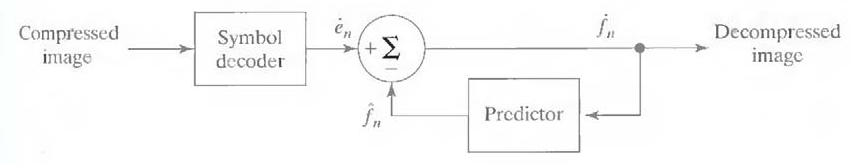 Compressed
image
Symbol
decoder
ėₙ
+ Σ
−
ḟₙ
Decompressed
image
f̂ₙ
Predictor